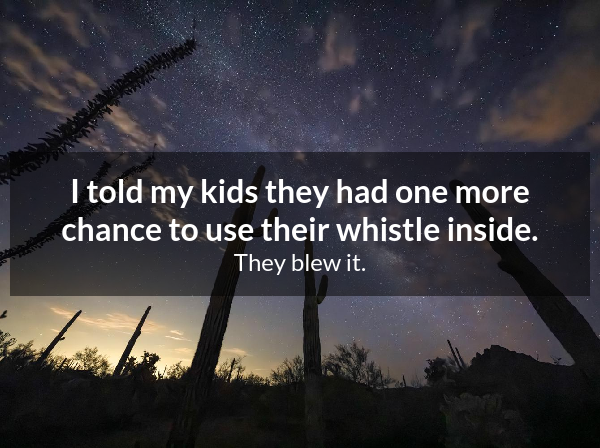 I told my kids they had one more
chance to use their whistle inside.
They blew it.